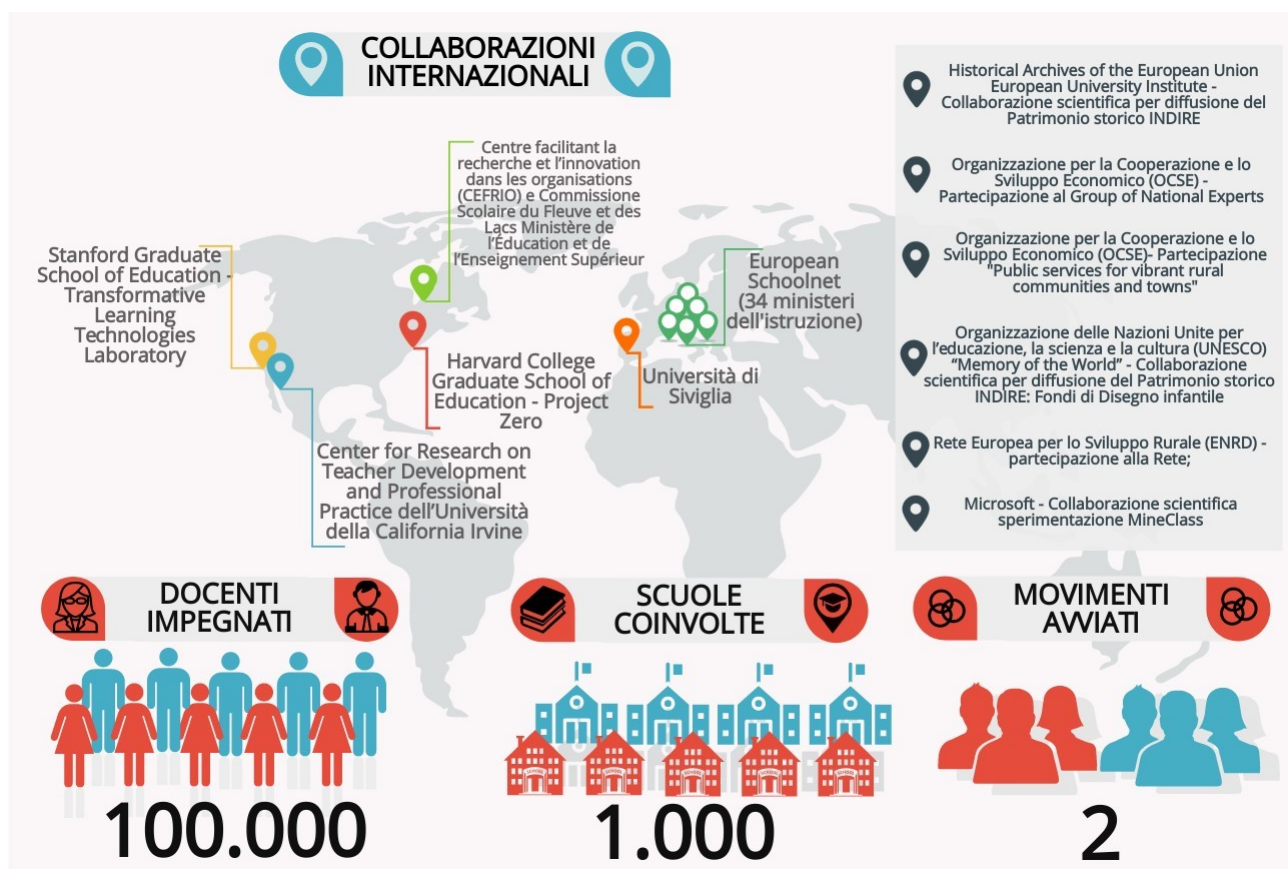 COLLABORAZIONI
INTERNAZIONALI
Historical Archives of the European Union
European University Institute -
Collaborazione scientifica per diffusione del
Patrimonio storico INDIRE
Organizzazione per la Cooperazione e lo
Sviluppo Economico (OCSE) -
Partecipazione al Group of National Experts
Organizzazione per la Cooperazione e lo
Sviluppo Economico (OCSE)- Partecipazione
"Public services for vibrant rural
communities and towns"
Organizzazione delle Nazioni Unite per
l'educazione, la scienza e la cultura (UNESCO)
“Memory of the World” - Collaborazione
scientifica per diffusione del Patrimonio storico
INDIRE: Fondi di Disegno infantile
Rete Europea per lo Sviluppo Rurale (ENRD) -
partecipazione alla Rete;
Microsoft - Collaborazione scientifica
sperimentazione MineClass
Centre facilitant la
recherche et l’innovation
dans les organisations
(CEFRIO) e Commissione
Scolaire du Fleuve et des
Lacs Ministère de
l’Éducation et de
l’Enseignement Supérieur
Stanford Graduate
School of Education -
Transformative
Learning
Technologies
Laboratory
European
Schoolnet
(34 ministeri
dell'istruzione)
Harvard College
Graduate School of
Education - Project
Zero
Università di
Siviglia
Center for Research on
Teacher Development
and Professional
Practice dell’Università
della California Irvine
DOCENTI
IMPEGNATI
SCUOLE
COINVOLTE
MOVIMENTI
AVVIATI
SCHOOL
SCHOOL
SCHOOL
SCHOOL
SCHOOL
100.000
1.000
2